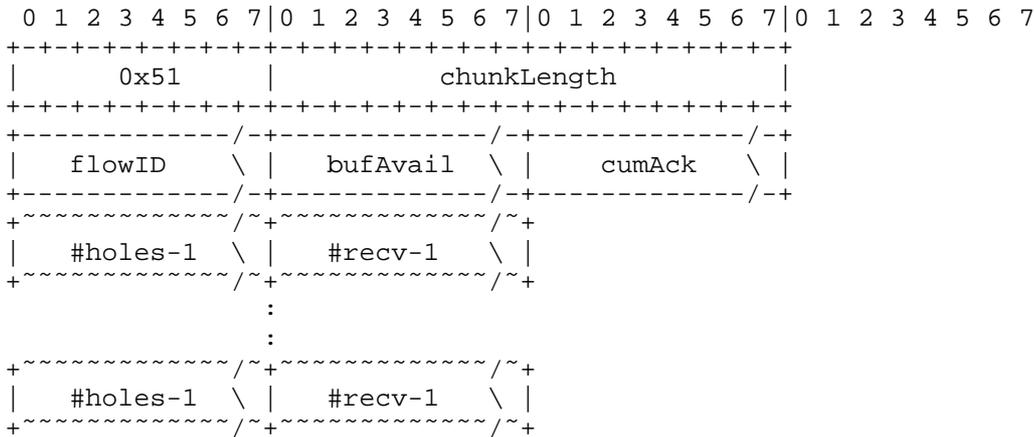 0 1 2 3 4 5 6 7|0 1 2 3 4 5 6 7|0 1 2 3 4 5 6 7|0 1 2 3 4 5 6 7
+-+-+-+-+-+-+-+-+-+-+-+-+-+-+-+-+-+-+-+-+-+-+-+-+
|      0x51     |          chunkLength          |
+-+-+-+-+-+-+-+-+-+-+-+-+-+-+-+-+-+-+-+-+-+-+-+-+
+-------------/-+-------------/-+-------------/-+
|   flowID    \ |   bufAvail  \ |    cumAck   \ |
+-------------/-+-------------/-+-------------/-+
+~~~~~~~~~~~~~/~+~~~~~~~~~~~~~/~+
|   #holes-1  \ |   #recv-1   \ |
+~~~~~~~~~~~~~/~+~~~~~~~~~~~~~/~+
                :
                :
+~~~~~~~~~~~~~/~+~~~~~~~~~~~~~/~+
|   #holes-1  \ |   #recv-1   \ |
+~~~~~~~~~~~~~/~+~~~~~~~~~~~~~/~+